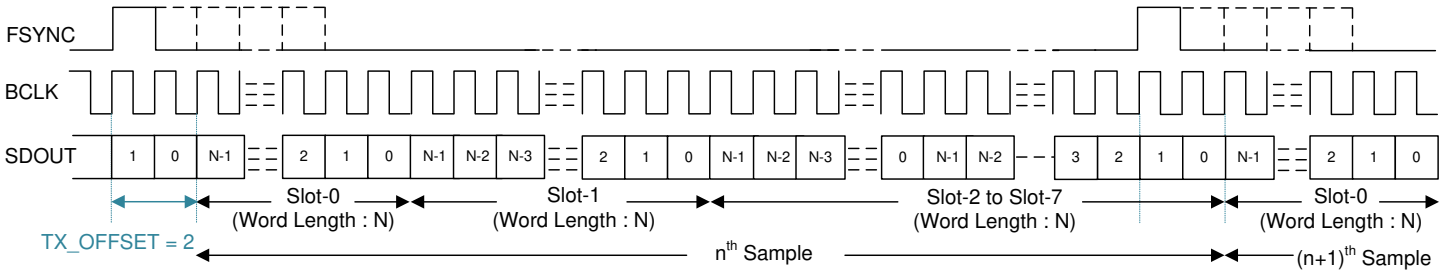 FSYNC
BCLK
SDOUT
1 0 N-1 2 1 0 N-1 N-2 N-3 2 1 0 N-1 N-2 N-3 0 N-1 N-2 3 2 1 0 N-1 2 1 0
Slot-0 Slot-1 Slot-2 to Slot-7 Slot-0
(Word Length : N) (Word Length : N) (Word Length : N) (Word Length : N)
TX_OFFSET = 2
nth Sample (n+1)th Sample